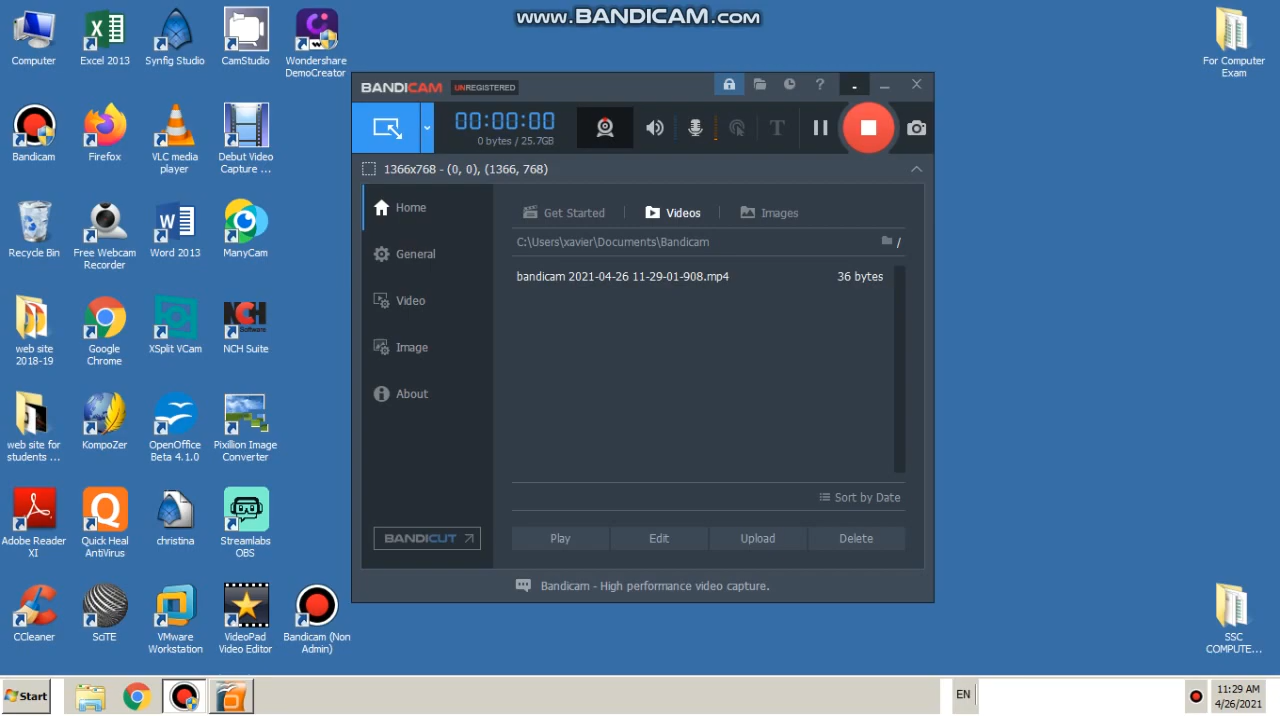 www.BANDICAM.com
Computer
Excel 2013
Synfig Studio
CamStudio
Wondershare
DemoCreator
For Computer
Exam
Bandicam
Firefox
VLC media
player
Debut Video
Capture ...
Recycle Bin
Free Webcam
Recorder
Word 2013
ManyCam
web site
2018-19
Google
Chrome
XSplit VCam
NCH
Software
NCH Suite
web site for
students ...
KompoZer
OpenOffice
Beta 4.1.0
Pixillion Image
Converter
Adobe Reader
XI
Quick Heal
AntiVirus
christina
Streamlabs
OBS
CCleaner
SciTE
VMware
Workstation
VideoPad
Video Editor
Bandicam (Non
Admin)
SSC
COMPUTE...
BANDICAM UNREGISTERED
00:00:00
0 bytes / 25.7GB
1366x768 - (0, 0), (1366, 768)
Home
General
Video
Image
About
BANDICUT
Get Started
Videos
Images
C:\Users\xavier\Documents\Bandicam
/
bandicam 2021-04-26 11-29-01-908.mp4 36 bytes
Sort by Date
Play Edit Upload Delete
Bandicam - High performance video capture.
Start
EN
11:29 AM
4/26/2021